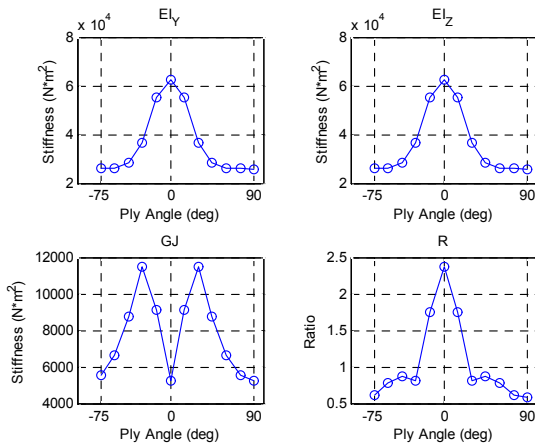 EI_Y EI_Z
x 10^4 x 10^4
8 8
6 6
4 4
2 2
Stiffness (N*m^2) Stiffness (N*m^2)
-75 0 90 -75 0 90
Ply Angle (deg) Ply Angle (deg)
GJ R
12000 2.5
10000 2
8000 1.5
6000 1
4000 0.5
Stiffness (N*m^2) Ratio
-75 0 90 -75 0 90
Ply Angle (deg) Ply Angle (deg)